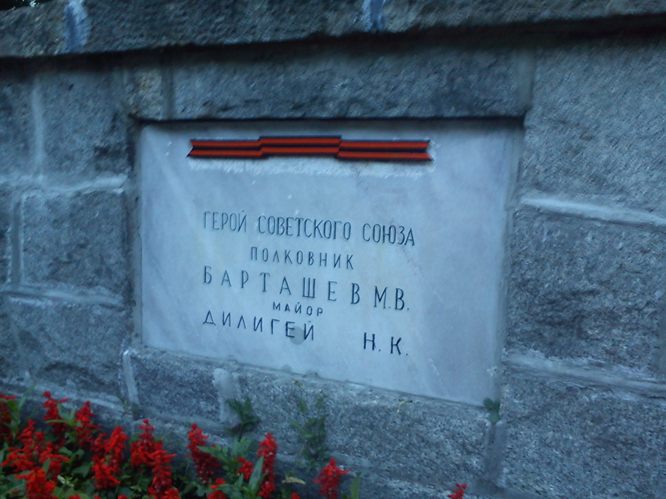 ГЕРОЙ СОВЕТСКОГО СОЮЗА
ПОЛКОВНИК
БАРТАШЕВ М.В.
МАЙОР
ДИЛИГЕЙ Н.К.